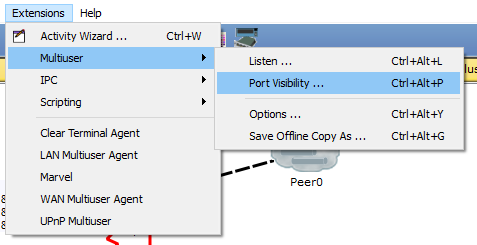 Extensions Help
Activity Wizard ... Ctrl+W
Multiuser
IPC
Scripting
Clear Terminal Agent
LAN Multiuser Agent
Marvel
WAN Multiuser Agent
UPnP Multiuser
Listen ... Ctrl+Alt+L
Port Visibility ... Ctrl+Alt+P
Options ... Ctrl+Alt+Y
Save Offline Copy As ... Ctrl+Alt+G
Peer0